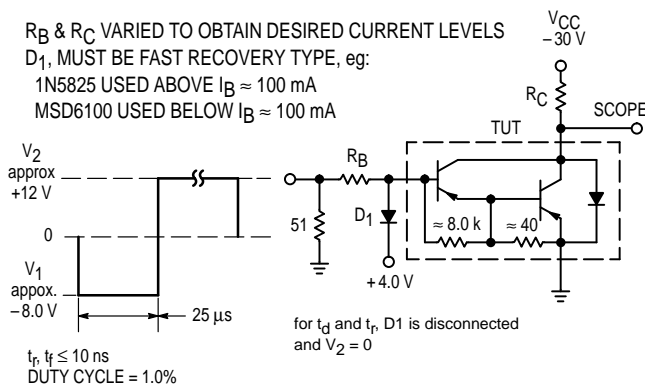 R_B & R_C VARIED TO OBTAIN DESIRED CURRENT LEVELS
D_1, MUST BE FAST RECOVERY TYPE, eg:
1N5825 USED ABOVE I_B ≈ 100 mA
MSD6100 USED BELOW I_B ≈ 100 mA
V_CC
−30 V
R_C
SCOPE
TUT
V_2
approx
+12 V
0
V_1
appox.
−8.0 V
25 µs
R_B
51
D_1
≈ 8.0 k
≈ 40
+4.0 V
for t_d and t_r, D1 is disconnected
and V_2 = 0
t_r, t_f ≤ 10 ns
DUTY CYCLE = 1.0%